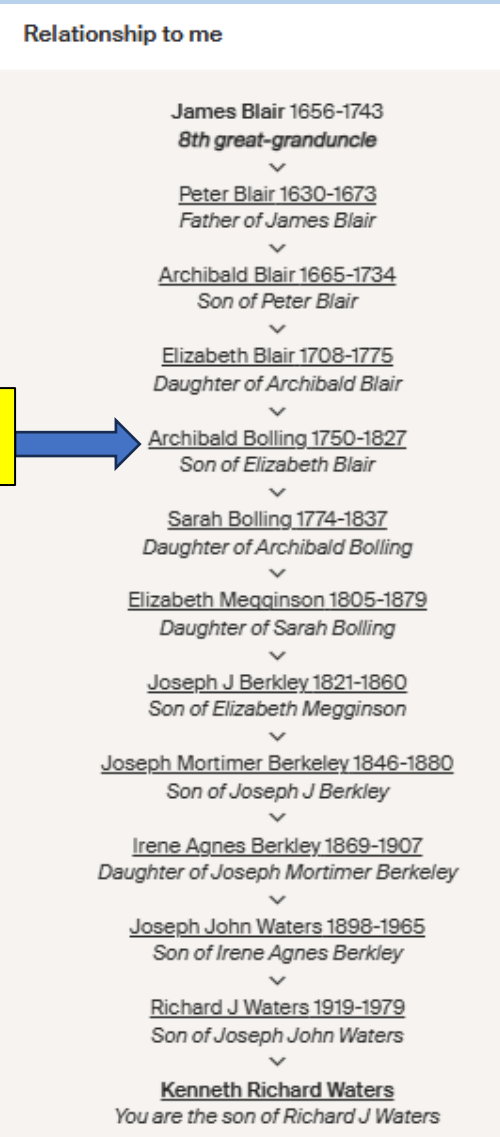 Relationship to me
James Blair 1656-1743
8th great-granduncle
Peter Blair 1630-1673
Father of James Blair
Archibald Blair 1665-1734
Son of Peter Blair
Elizabeth Blair 1708-1775
Daughter of Archibald Blair
Archibald Bolling 1750-1827
Son of Elizabeth Blair
Sarah Bolling 1774-1837
Daughter of Archibald Bolling
Elizabeth Megginson 1805-1879
Daughter of Sarah Bolling
Joseph J Berkley 1821-1860
Son of Elizabeth Megginson
Joseph Mortimer Berkeley 1846-1880
Son of Joseph J Berkley
Irene Agnes Berkley 1869-1907
Daughter of Joseph Mortimer Berkeley
Joseph John Waters 1898-1965
Son of Irene Agnes Berkley
Richard J Waters 1919-1979
Son of Joseph John Waters
Kenneth Richard Waters
You are the son of Richard J Waters